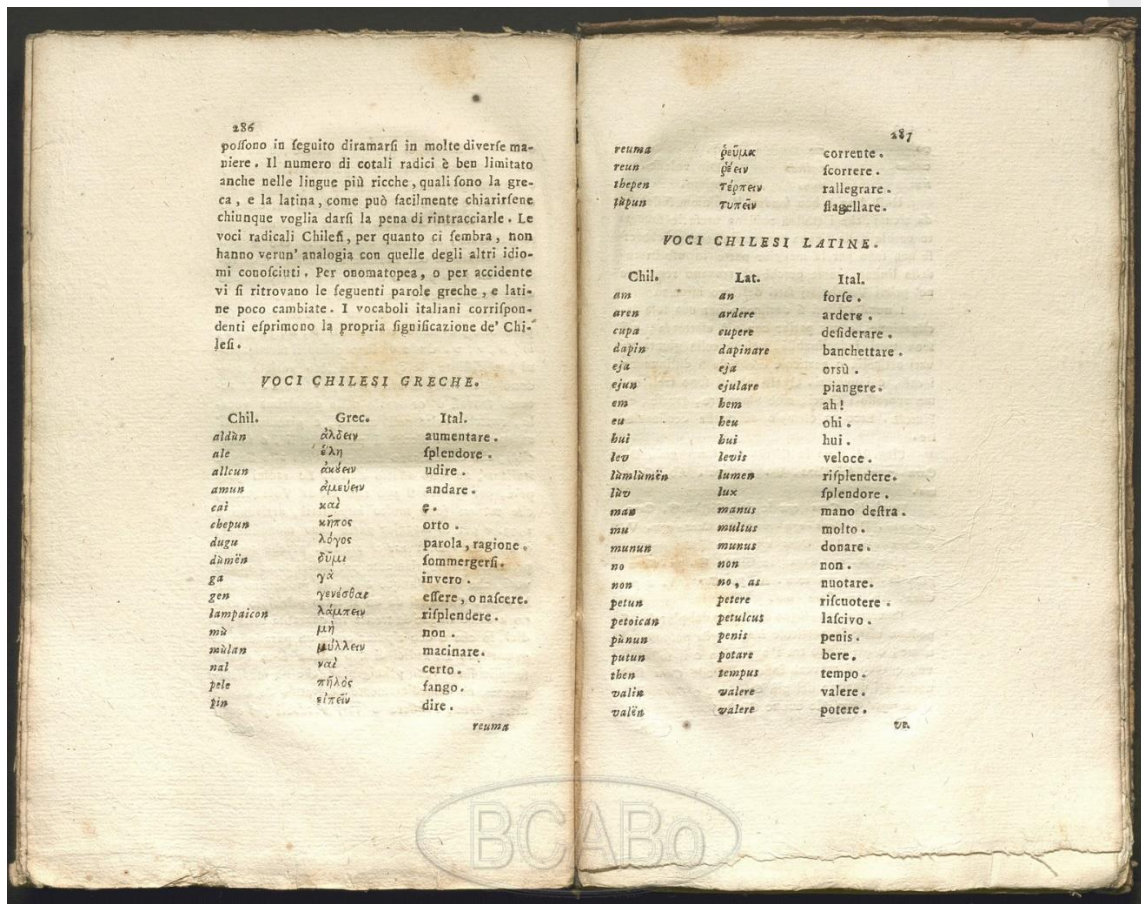 286
poſſono in ſeguito diramarſi in molte diverſe ma-
niere. Il numero di cotali radici è ben limitato
anche nelle lingue più ricche, quali ſono la gre-
ca, e la latina, come può facilmente chiarirſene
chiunque voglia darſi la pena di rintracciarle. Le
voci radicali Chileſi, per quanto ci ſembra, non
hanno verun' analogia con quelle degli altri idio-
mi conoſciuti. Per onomatopea, o per accidente
vi ſi ritrovano le ſeguenti parole greche, e lati-
ne poco cambiate. I vocaboli italiani corriſpon-
denti eſprimono la propria ſignificazione de' Chi-
leſi.
VOCI CHILESI GRECHE.
Chil. Grec. Ital.
aldùn ἀλδειν aumentare.
ale ἕλη ſplendore.
allcun ἀκȣ́ειν udire.
amun ἀμεύειν andare.
cai καὶ e.
chepun κῆπος orto.
dugu λόγος parola, ragione.
dùmën δῦμι ſommergerſi.
ga γὰ invero.
gen γενέσθαι eſſere, o naſcere.
lampaicon λάμπειν riſplendere.
mù μὴ non.
mùlan μύλλειν macinare.
nal ναὶ certo.
pele πῆλὸς fango.
pin εἰπεῖν dire.
reuma
287
reuma ῥεῦμα corrente.
reun ῥέειν ſcorrere.
thepen τέρπειν rallegrare.
tùpun τυπεῖν flagellare.
VOCI CHILESI LATINE.
Chil. Lat. Ital.
am an forſe.
aren ardere ardere.
cupa cupere deſiderare.
dapin dapinare banchettare.
eja eja orsù.
ejun ejulare piangere.
em hem ah!
eu heu ohi.
hui hui hui.
lev levis veloce.
lùmlùmën lumen riſplendere.
lùv lux ſplendore.
man manus mano deſtra.
mu multus molto.
munun munus donare.
no non non.
non no, as nuotare.
petun petere riſcuotere.
petoican petulcus laſcivo.
pùnun penis penis.
putun potare bere.
then tempus tempo.
valin valere valere.
valën valere potere.
va.
BCABo